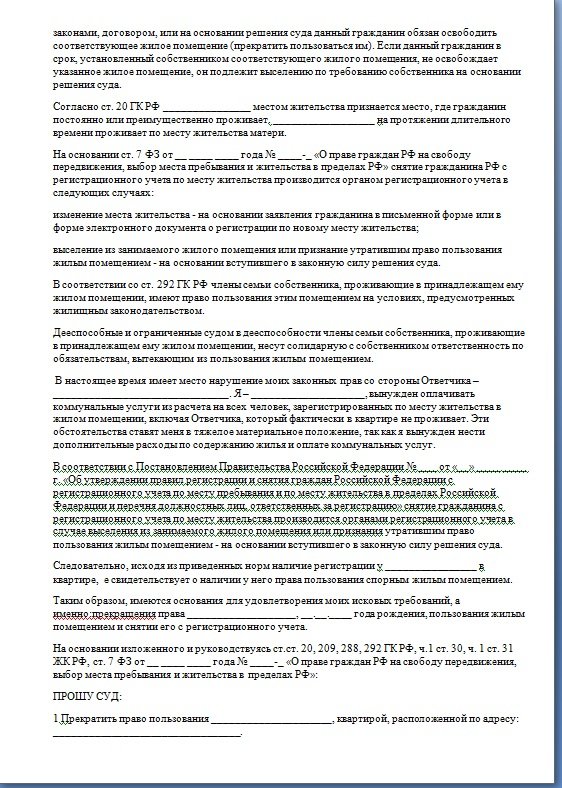 законами, договором, или на основании решения суда данный гражданин обязан освободить
соответствующее жилое помещение (прекратить пользоваться им). Если данный гражданин в
срок, установленный собственником соответствующего жилого помещения, не освобождает
указанное жилое помещение, он подлежит выселению по требованию собственника на основании
решения суда.
Согласно ст. 20 ГК РФ _________________ местом жительства признается место, где гражданин
постоянно или преимущественно проживает, ____________________ на протяжении длительного
времени проживает по месту жительства матери.
На основании ст. 7 ФЗ от __ ____ ____ года № ____-_ «О праве граждан РФ на свободу
передвижения, выбор места пребывания и жительства в пределах РФ» снятие гражданина РФ с
регистрационного учета по месту жительства производится органом регистрационного учета в
следующих случаях:
изменение места жительства - на основании заявления гражданина в письменной форме или в
форме электронного документа о регистрации по новому месту жительства;
выселение из занимаемого жилого помещения или признание утратившим право пользования
жилым помещением - на основании вступившего в законную силу решения суда.
В соответствии со ст. 292 ГК РФ члены семьи собственника, проживающие в принадлежащем ему
жилом помещении, имеют право пользования этим помещением на условиях, предусмотренных
жилищным законодательством.
Дееспособные и ограниченные судом в дееспособности члены семьи собственника, проживающие
в принадлежащем ему жилом помещении, несут солидарную с собственником ответственность по
обязательствам, вытекающим из пользования жилым помещением.
В настоящее время имеет место нарушение моих законных прав со стороны Ответчика –
__________________________________. Я – ______________________, вынужден оплачивать
коммунальные услуги из расчета на всех человек, зарегистрированных по месту жительства в
жилом помещении, включая Ответчика, который фактически в квартире не проживает. Эти
обстоятельства ставят меня в тяжелое материальное положение, так как я вынужден нести
дополнительные расходы по содержанию жилья и оплате коммунальных услуг.
В соответствии с Постановлением Правительства Российской Федерации № ____ от «__» __________
г. «Об утверждении правил регистрации и снятия граждан Российской Федерации с
регистрационного учета по месту пребывания и по месту жительства в пределах Российской
Федерации и перечня должностных лиц, ответственных за регистрацию» снятие гражданина с
регистрационного учета по месту жительства производится органами регистрационного учета в
случае выселения из занимаемого жилого помещения или признания утратившим право
пользования жилым помещением - на основании вступившего в законную силу решения суда.
Следовательно, исходя из приведенных норм наличие регистрации у __________________ в
квартире, е свидетельствует о наличии у него права пользования спорным жилым помещением.
Таким образом, имеются основания для удовлетворения моих исковых требований, а
именно:прекращения права _____________________, __.__.____ года рождения, пользования жилым
помещением и снятии его с регистрационного учета.
На основании изложенного и руководствуясь ст.ст. 20, 209, 288, 292 ГК РФ, ч.1 ст. 30, ч. 1 ст. 31
ЖК РФ, ст. 7 ФЗ от __ ____ ____ года № ____-_ «О праве граждан РФ на свободу передвижения,
выбор места пребывания и жительства в пределах РФ»:
ПРОШУ СУД:
1.Прекратить право пользования _______________________, квартирой, расположенной по адресу:
____________________________________.